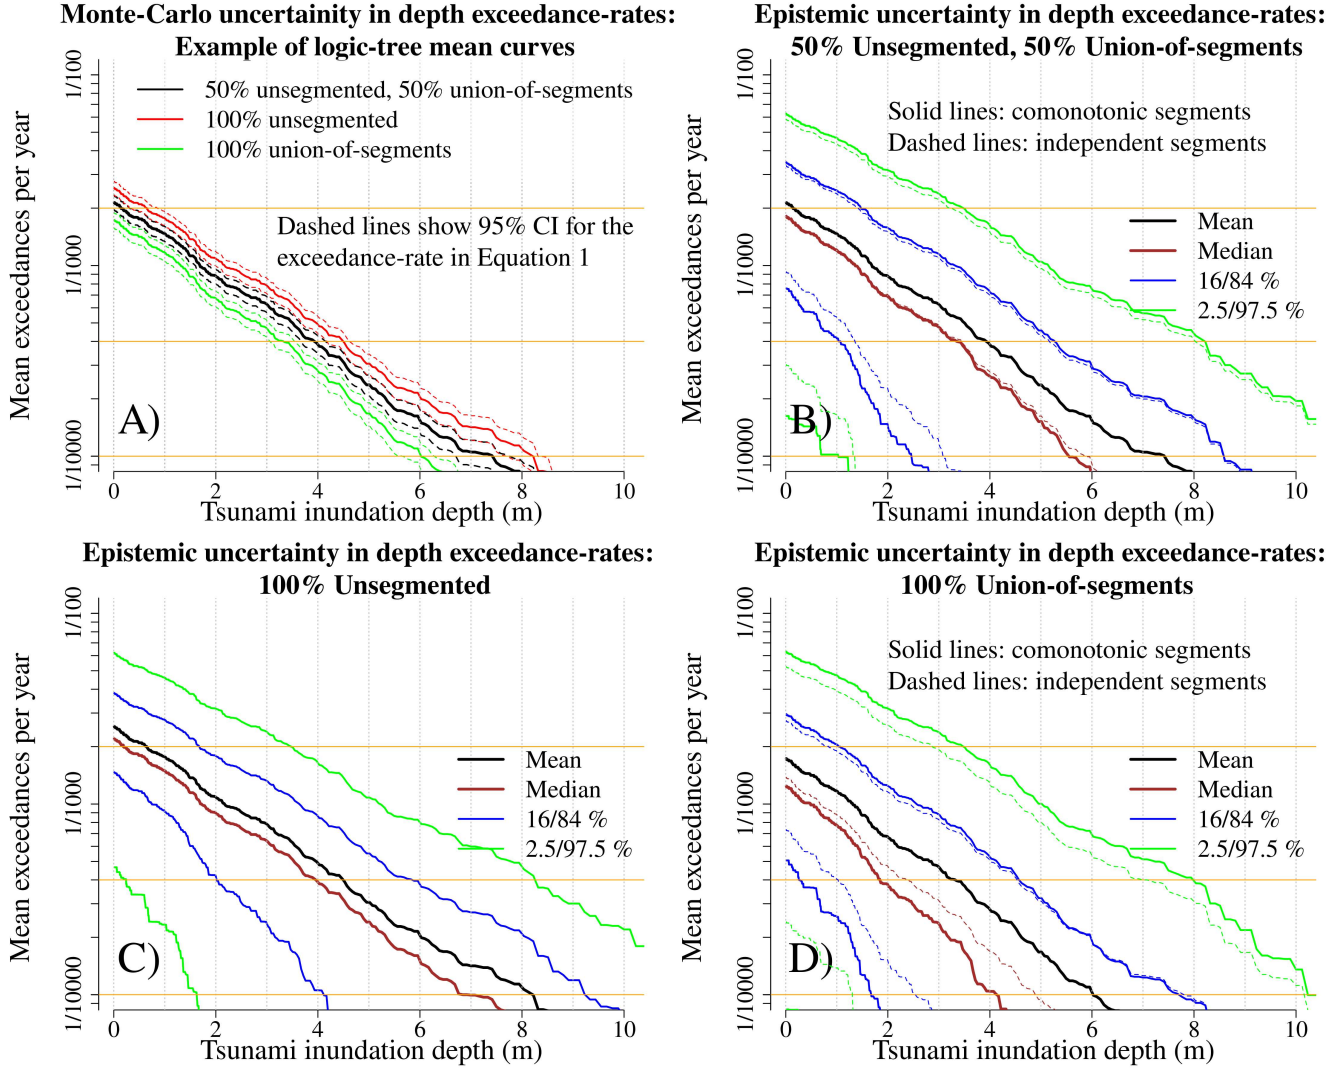 Monte-Carlo uncertainity in depth exceedance-rates:
Example of logic-tree mean curves
50% unsegmented, 50% union-of-segments
100% unsegmented
100% union-of-segments
Dashed lines show 95% CI for the
exceedance-rate in Equation 1
A)
Mean exceedances per year
1/100
1/1000
1/10000
0 2 4 6 8 10
Tsunami inundation depth (m)
Epistemic uncertainty in depth exceedance-rates:
50% Unsegmented, 50% Union-of-segments
Solid lines: comonotonic segments
Dashed lines: independent segments
Mean
Median
16/84 %
2.5/97.5 %
B)
Mean exceedances per year
1/100
1/1000
1/10000
0 2 4 6 8 10
Tsunami inundation depth (m)
Epistemic uncertainty in depth exceedance-rates:
100% Unsegmented
Mean
Median
16/84 %
2.5/97.5 %
C)
Mean exceedances per year
1/100
1/1000
1/10000
0 2 4 6 8 10
Tsunami inundation depth (m)
Epistemic uncertainty in depth exceedance-rates:
100% Union-of-segments
Solid lines: comonotonic segments
Dashed lines: independent segments
Mean
Median
16/84 %
2.5/97.5 %
D)
Mean exceedances per year
1/100
1/1000
1/10000
0 2 4 6 8 10
Tsunami inundation depth (m)